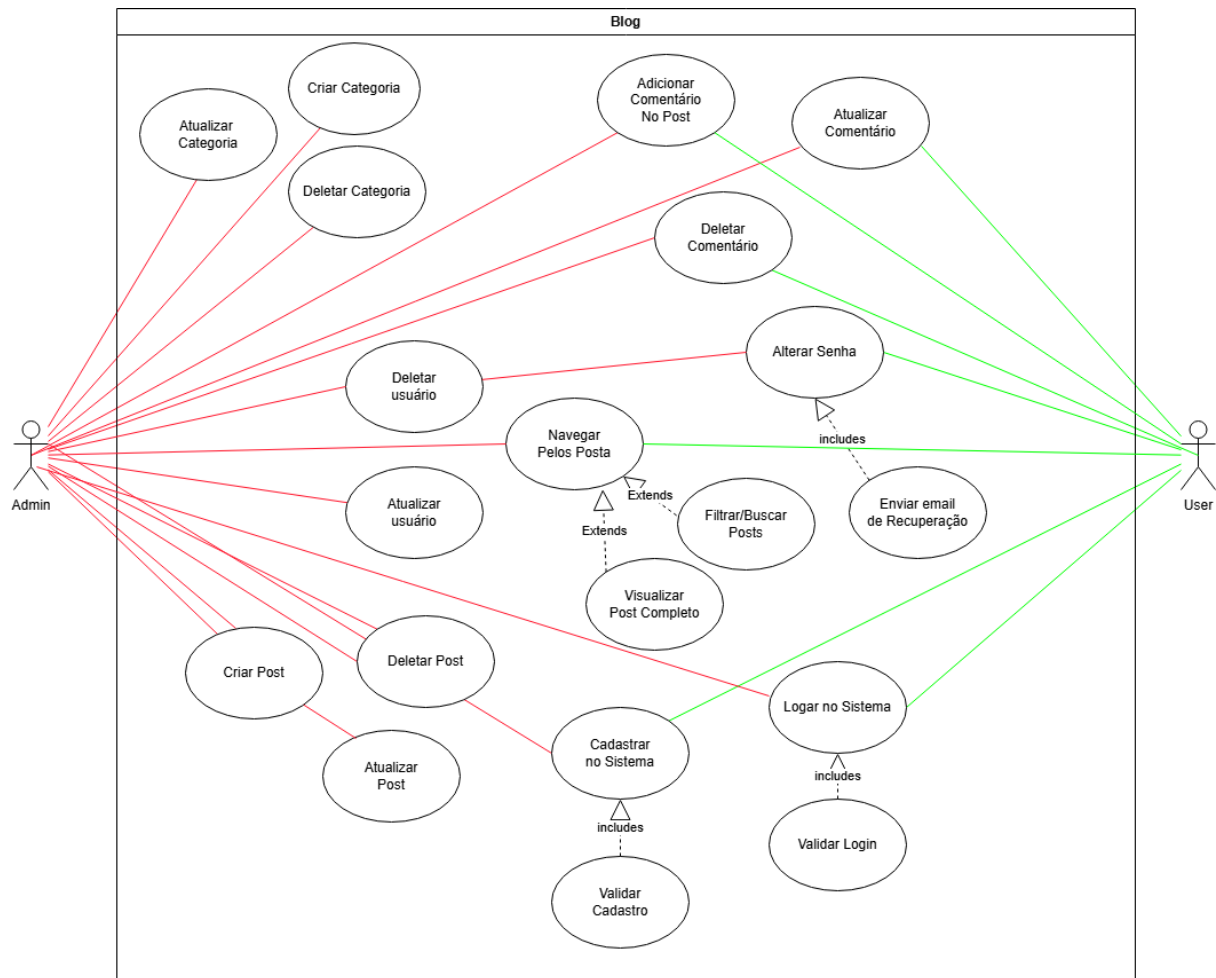 Blog
Criar Categoria
Atualizar
Categoria
Deletar Categoria
Adicionar
Comentário
No Post
Atualizar
Comentário
Deletar
Comentário
Alterar Senha
Deletar
usuário
Navegar
Pelos Posta
includes
Admin
User
Atualizar
usuário
Extends
Filtrar/Buscar
Posts
Enviar email
de Recuperação
Extends
Visualizar
Post Completo
Criar Post
Deletar Post
Logar no Sistema
Cadastrar
no Sistema
Atualizar
Post
includes
includes
Validar Login
Validar
Cadastro